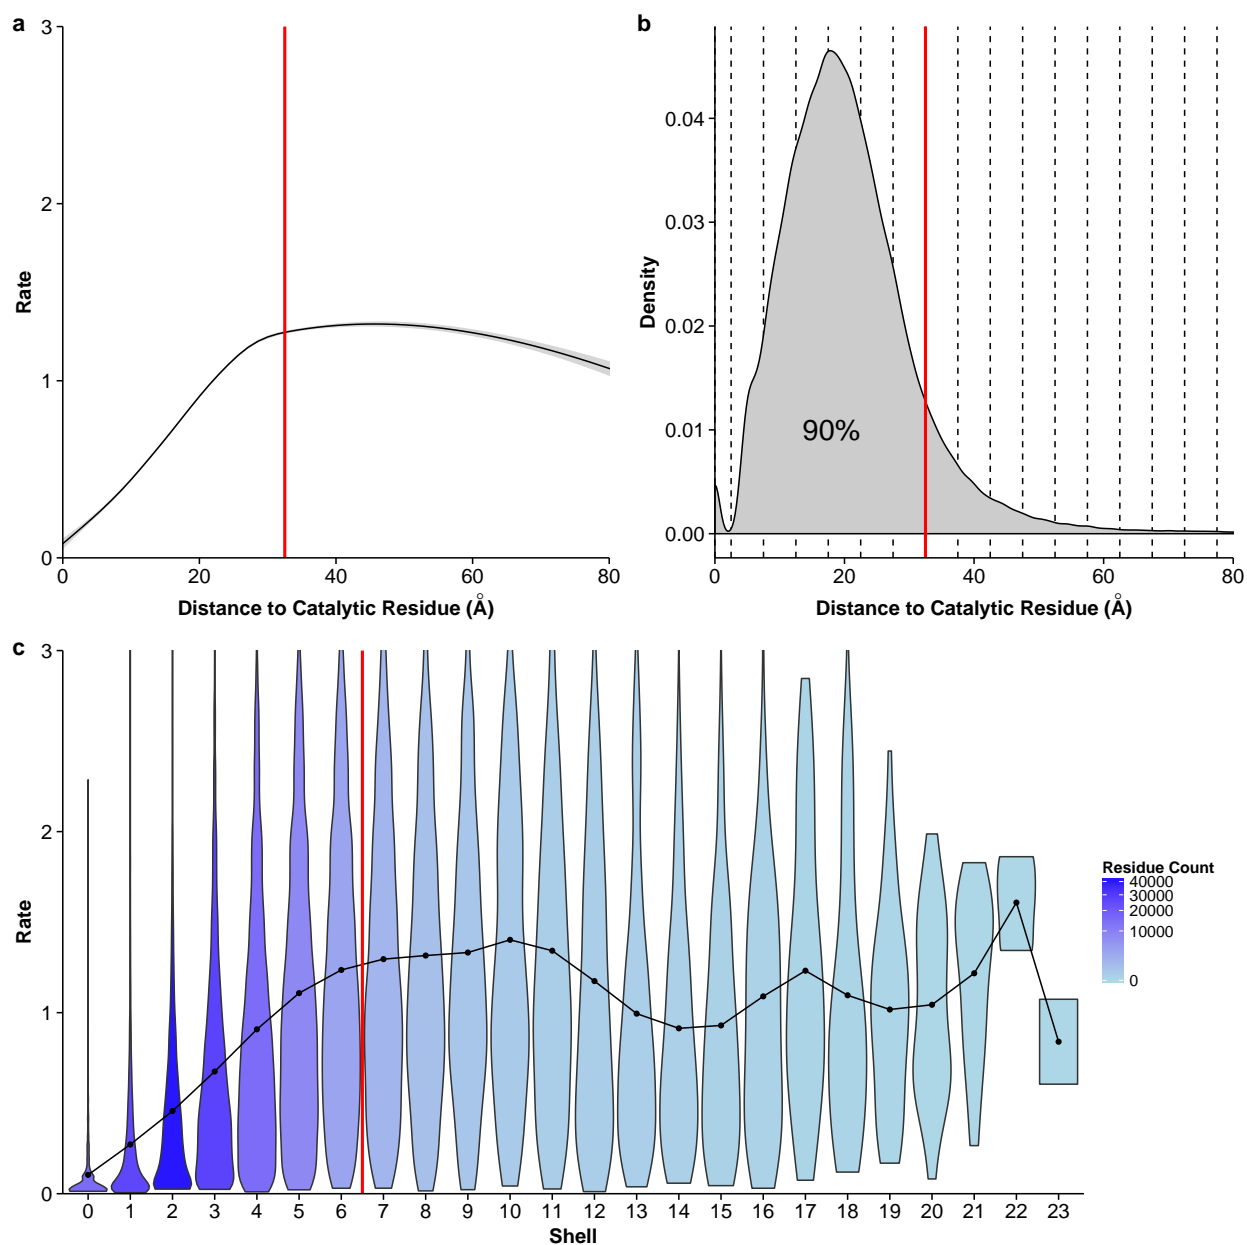 a
3
2
1
0
Rate
0 20 40 60 80
Distance to Catalytic Residue (Å)
b
0.04
0.03
0.02
0.01
0.00
Density
90%
0 20 40 60 80
Distance to Catalytic Residue (Å)
c
3
2
1
0
Rate
0 1 2 3 4 5 6 7 8 9 10 11 12 13 14 15 16 17 18 19 20 21 22 23
Shell
Residue Count
40000
30000
20000
10000
0